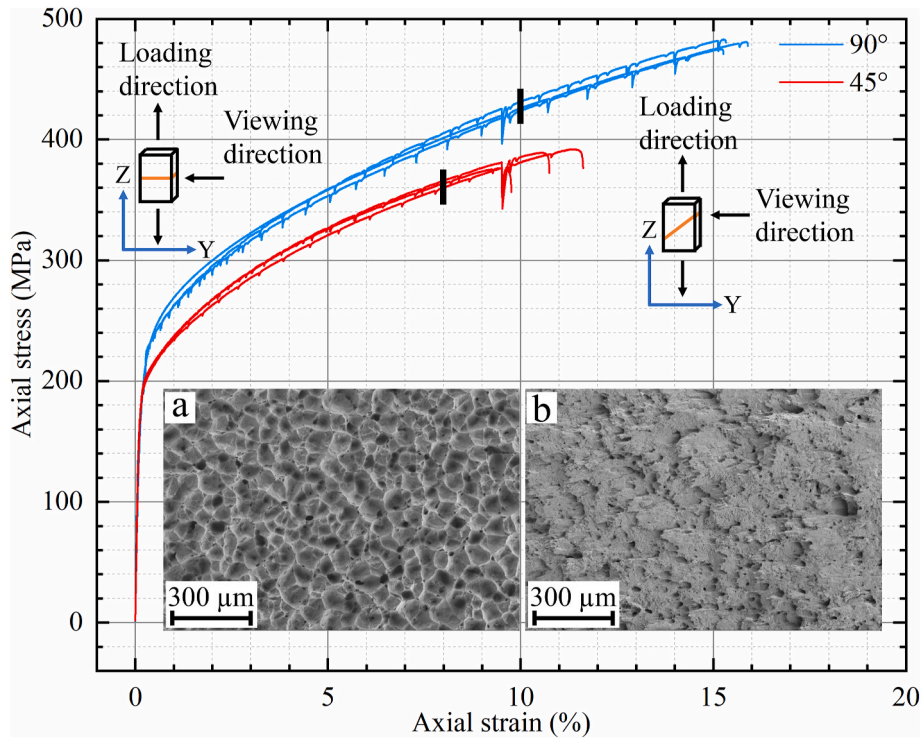 Axial stress (MPa)
500
400
300
200
100
0
Loading
direction
Viewing
direction
Z
Y
90°
45°
Loading
direction
Viewing
direction
Z
Y
a
300 µm
b
300 µm
0
5
10
15
20
Axial strain (%)